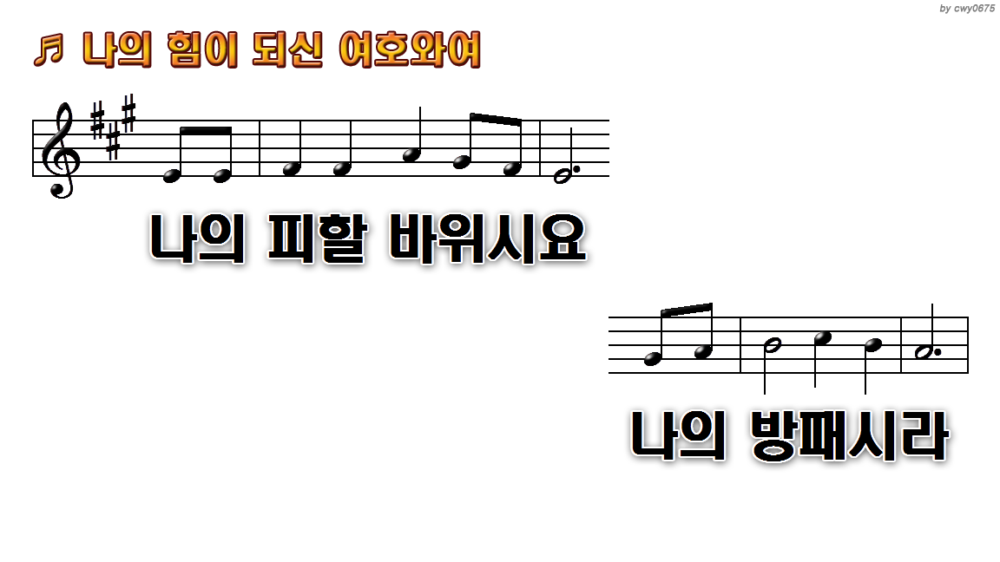 by cwy0675
♬ 나의 힘이 되신 여호와여
나의 피할 바위시요
나의 방패시라